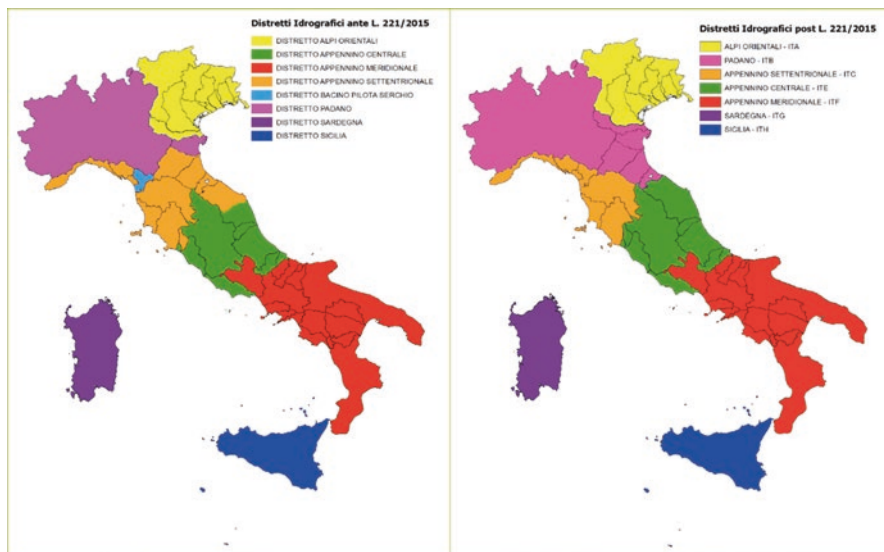 Distretti Idrografici ante L. 221/2015
DISTRETTO ALPI ORIENTALI
DISTRETTO APPENNINO CENTRALE
DISTRETTO APPENNINO MERIDIONALE
DISTRETTO APPENNINO SETTENTRIONALE
DISTRETTO BACINO PILOTA SERCHIO
DISTRETTO PADANO
DISTRETTO SARDEGNA
DISTRETTO SICILIA
Distretti Idrografici post L. 221/2015
ALPI ORIENTALI - ITA
PADANO - ITB
APPENNINO SETTENTRIONALE - ITC
APPENNINO CENTRALE - ITE
APPENNINO MERIDIONALE - ITF
SARDEGNA - ITG
SICILIA - ITH